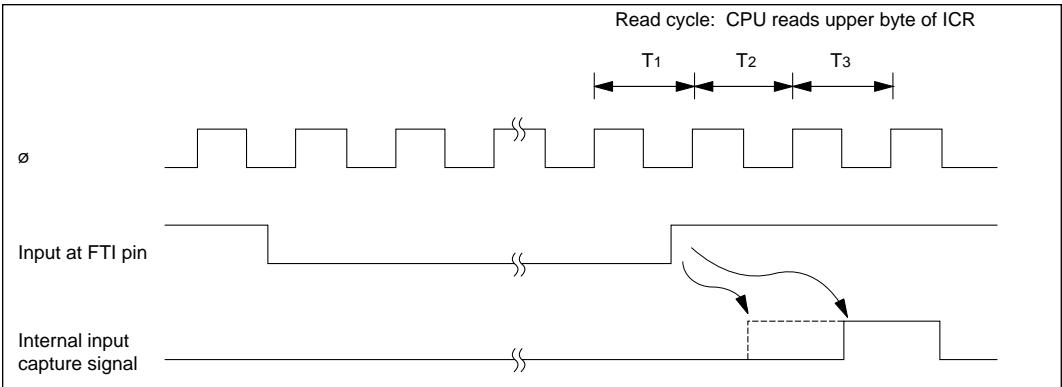 Read cycle: CPU reads upper byte of ICR
T1 T2 T3
ø
Input at FTI pin
Internal input
capture signal